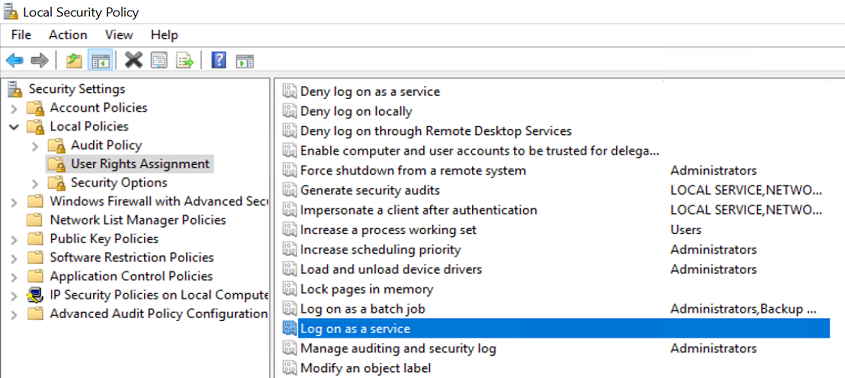 Local Security Policy
File Action View Help
Security Settings
Account Policies
Local Policies
Audit Policy
User Rights Assignment
Security Options
Windows Firewall with Advanced Secu
Network List Manager Policies
Public Key Policies
Software Restriction Policies
Application Control Policies
IP Security Policies on Local Compute
Advanced Audit Policy Configuration
Deny log on as a service
Deny log on locally
Deny log on through Remote Desktop Services
Enable computer and user accounts to be trusted for delega...
Force shutdown from a remote system Administrators
Generate security audits LOCAL SERVICE,NETWO...
Impersonate a client after authentication LOCAL SERVICE,NETWO...
Increase a process working set Users
Increase scheduling priority Administrators
Load and unload device drivers Administrators
Lock pages in memory
Log on as a batch job Administrators,Backup ...
Log on as a service
Manage auditing and security log Administrators
Modify an object label